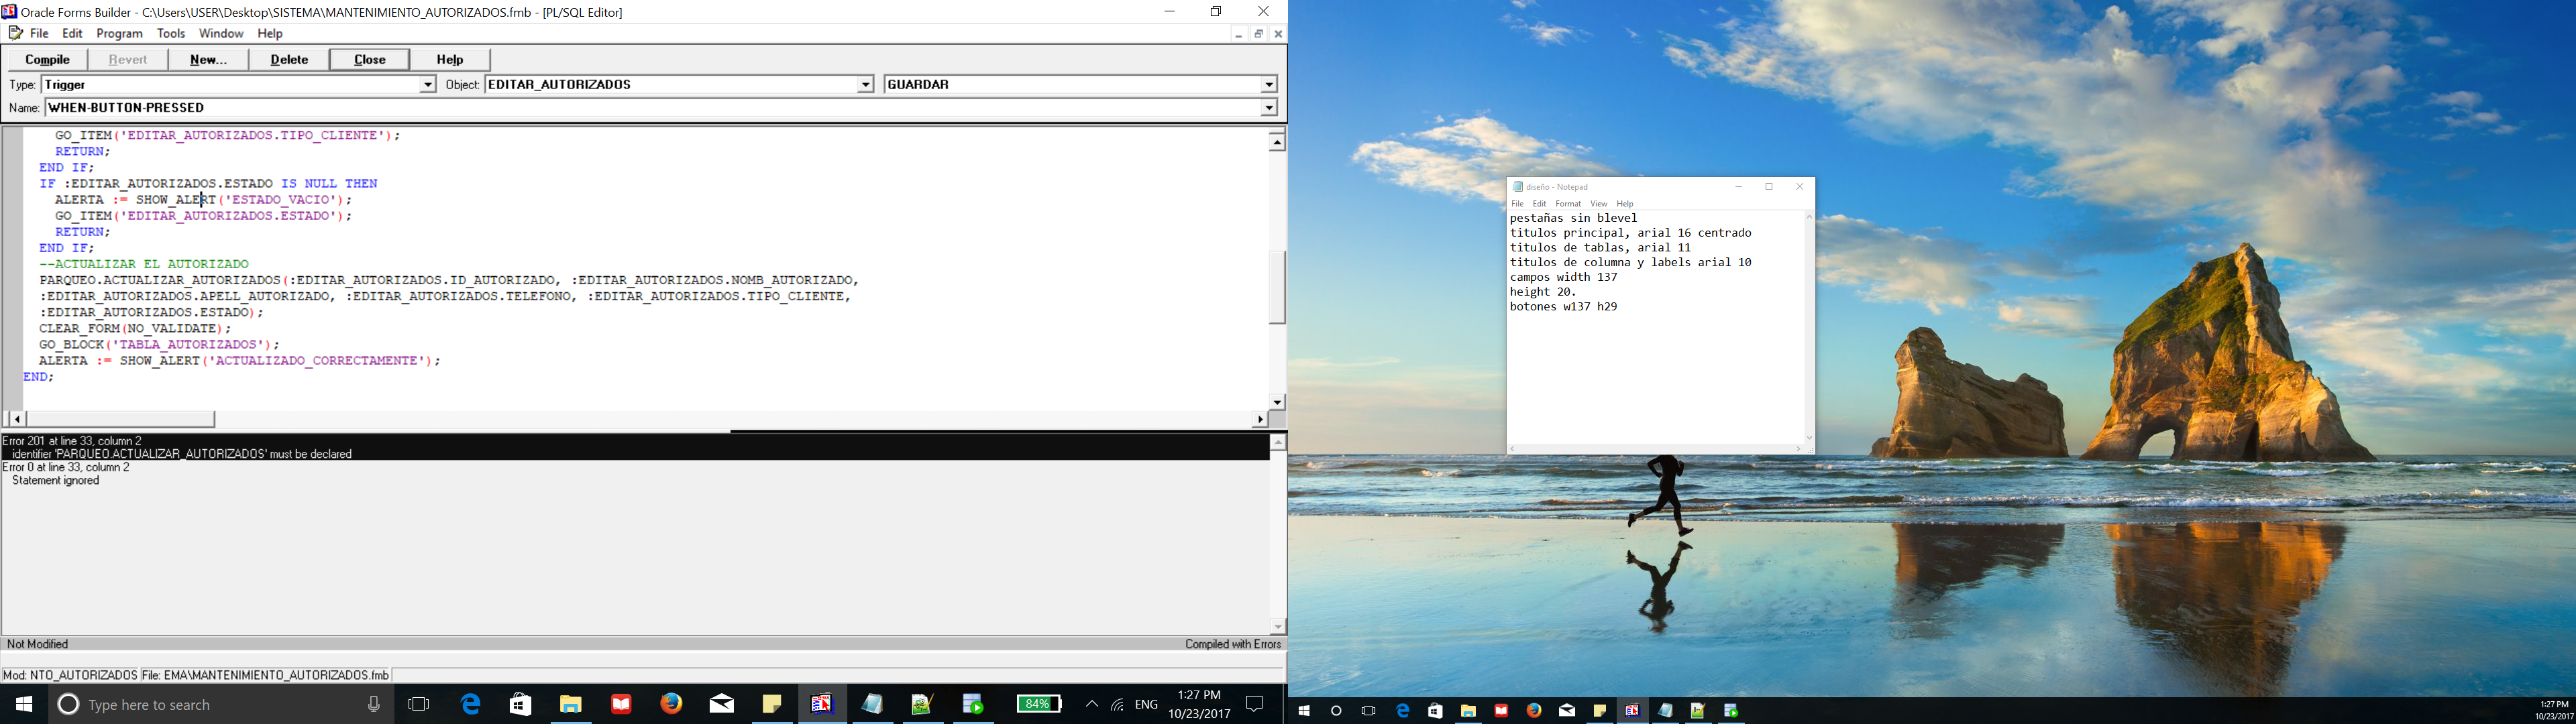 Oracle Forms Builder - C:\Users\USER\Desktop\SISTEMA\MANTENIMIENTO_AUTORIZADOS.fmb - [PL/SQL Editor]
File Edit Program Tools Window Help
Compile Revert New... Delete Close Help
Type: Trigger Object: EDITAR_AUTORIZADOS GUARDAR
Name: WHEN-BUTTON-PRESSED
GO_ITEM('EDITAR_AUTORIZADOS.TIPO_CLIENTE');
RETURN;
END IF;
IF :EDITAR_AUTORIZADOS.ESTADO IS NULL THEN
ALERTA := SHOW_ALERT('ESTADO_VACIO');
GO_ITEM('EDITAR_AUTORIZADOS.ESTADO');
RETURN;
END IF;
--ACTUALIZAR EL AUTORIZADO
PARQUEO.ACTUALIZAR_AUTORIZADOS(:EDITAR_AUTORIZADOS.ID_AUTORIZADO, :EDITAR_AUTORIZADOS.NOMB_AUTORIZADO,
:EDITAR_AUTORIZADOS.APELL_AUTORIZADO, :EDITAR_AUTORIZADOS.TELEFONO, :EDITAR_AUTORIZADOS.TIPO_CLIENTE,
:EDITAR_AUTORIZADOS.ESTADO);
CLEAR_FORM(NO_VALIDATE);
GO_BLOCK('TABLA_AUTORIZADOS');
ALERTA := SHOW_ALERT('ACTUALIZADO_CORRECTAMENTE');
END;
Error 201 at line 33, column 2
identifier 'PARQUEO.ACTUALIZAR_AUTORIZADOS' must be declared
Error 0 at line 33, column 2
Statement ignored
Not Modified Compiled with Errors
Mod: NTO_AUTORIZADOS File: EMA\MANTENIMIENTO_AUTORIZADOS.fmb
Type here to search
84%
ENG
1:27 PM
10/23/2017
diseño - Notepad
File Edit Format View Help
pestañas sin blevel
titulos principal, arial 16 centrado
titulos de tablas, arial 11
titulos de columna y labels arial 10
campos width 137
height 20.
botones w137 h29
1:27 PM
10/23/2017